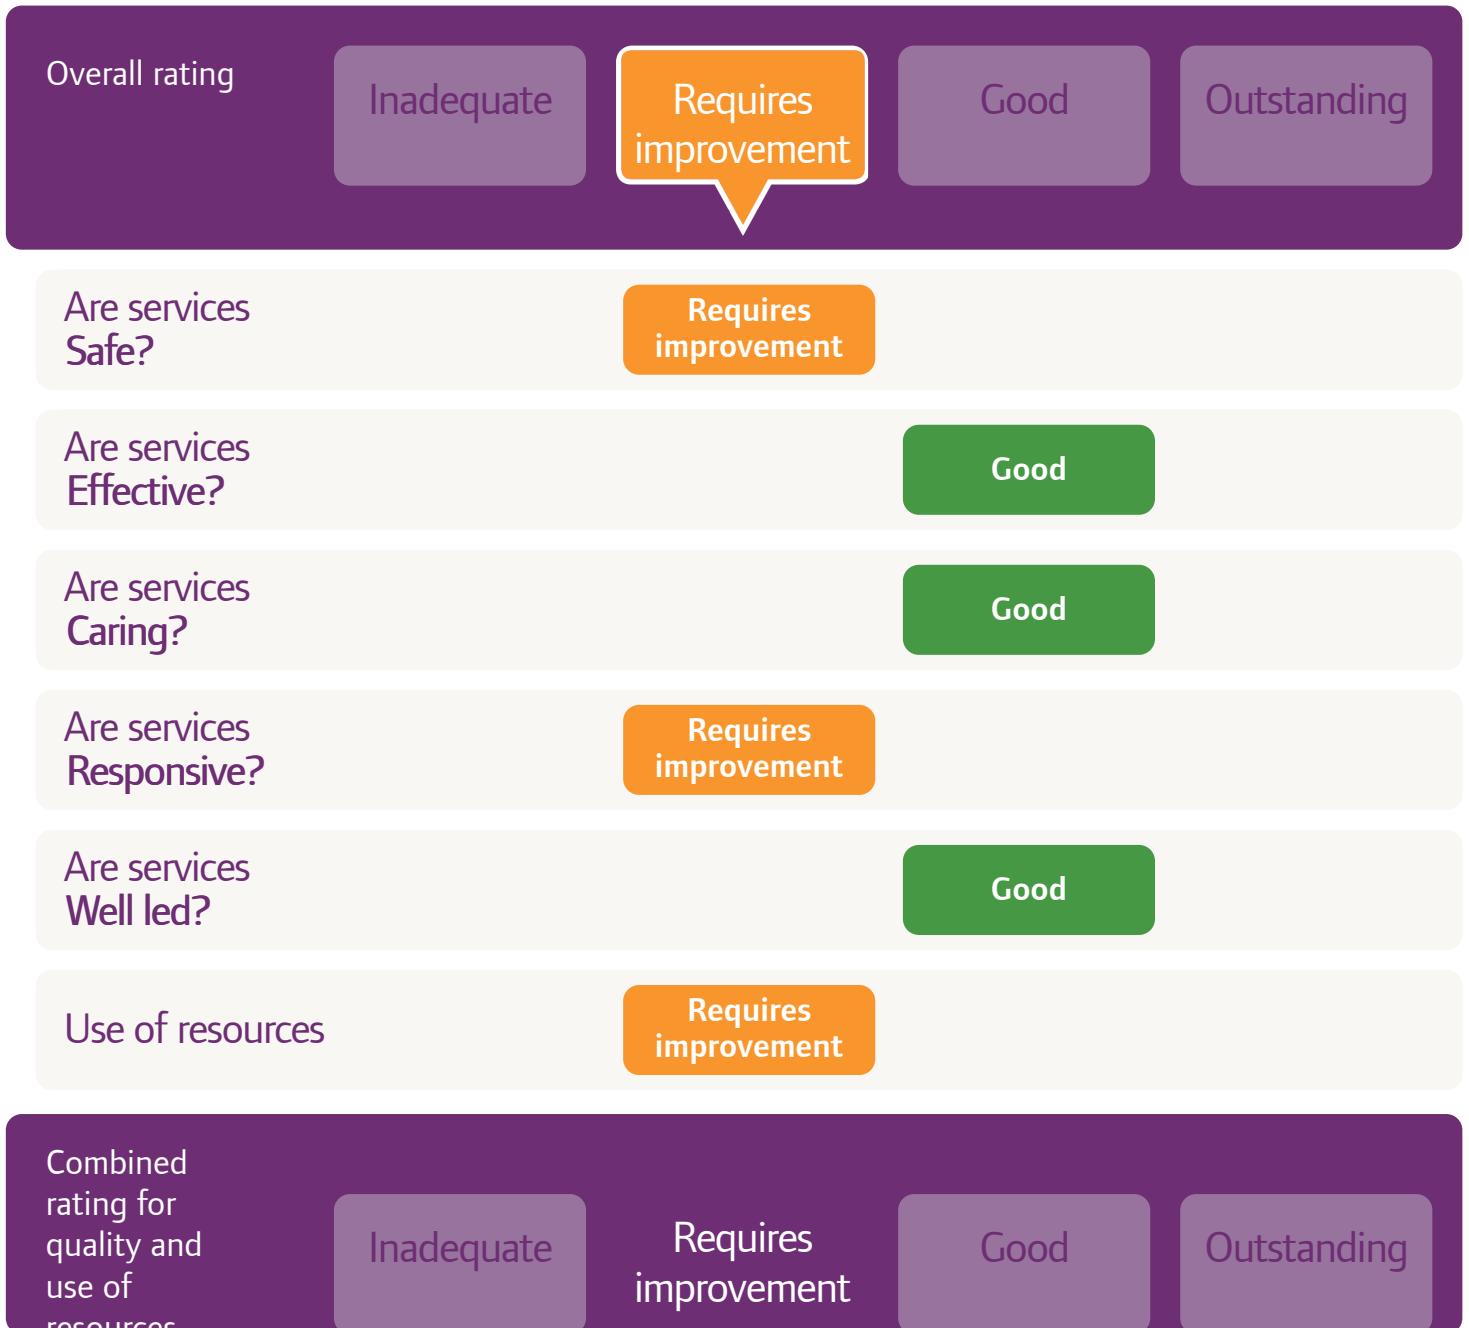 Overall rating
Inadequate
Requires
improvement
Good
Outstanding
Are services
Safe?
Requires
improvement
Are services
Effective?
Good
Are services
Caring?
Good
Are services
Responsive?
Requires
improvement
Are services
Well led?
Good
Use of resources
Requires
improvement
Combined
rating for
quality and
use of
resources
Inadequate
Requires
improvement
Good
Outstanding